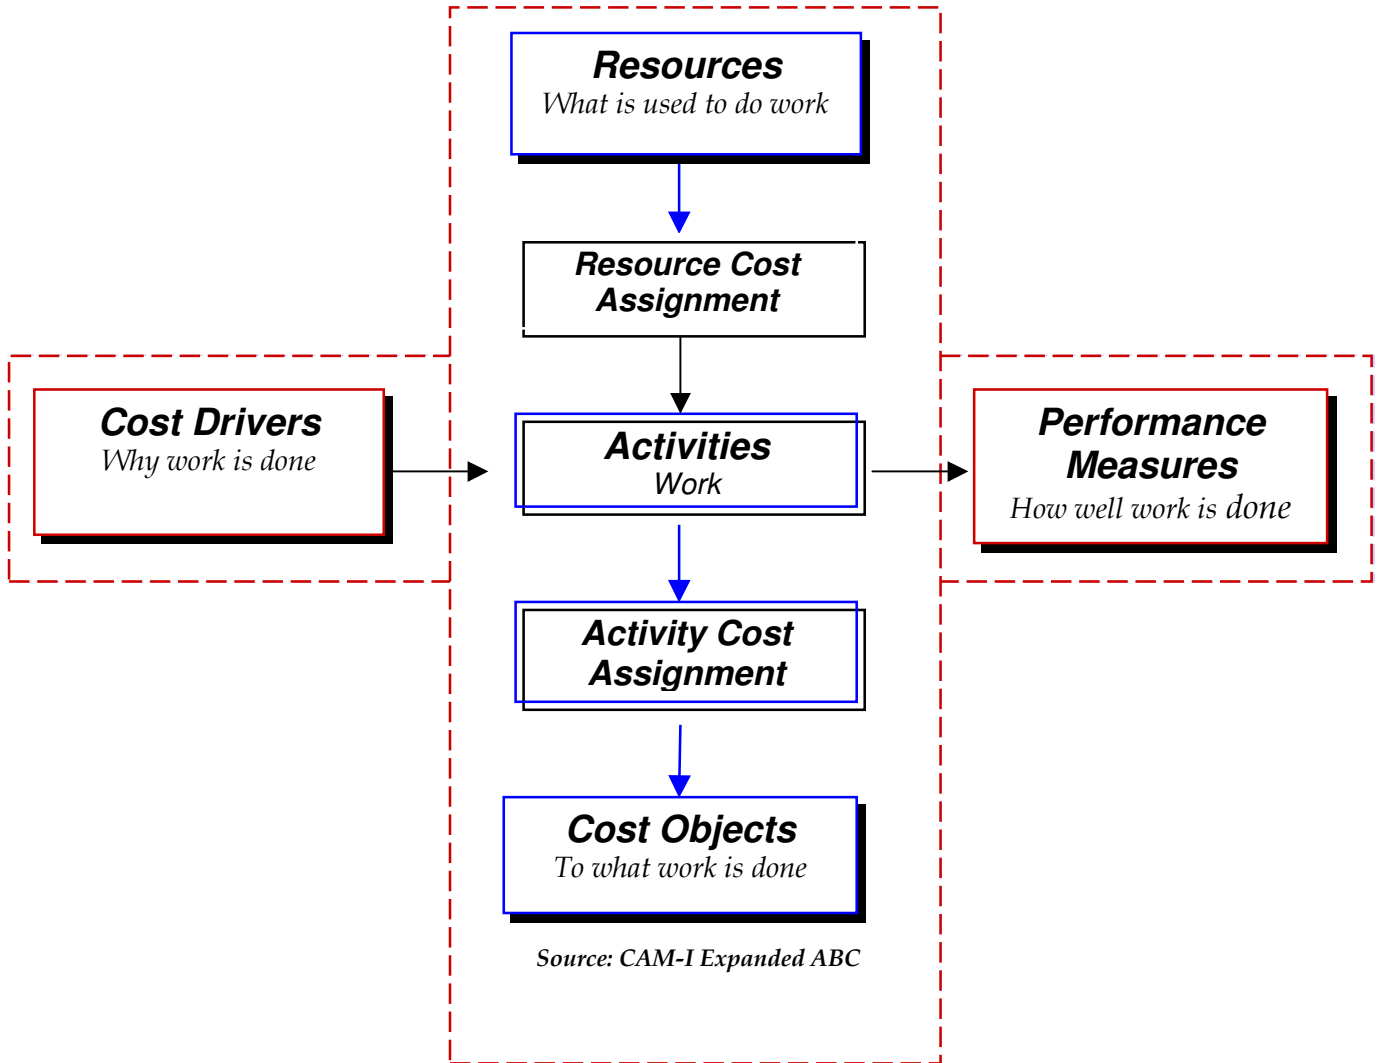 Resources
What is used to do work
Resource Cost
Assignment
Cost Drivers
Why work is done
Activities
Work
Performance
Measures
How well work is done
Activity Cost
Assignment
Cost Objects
To what work is done
Source: CAM-I Expanded ABC